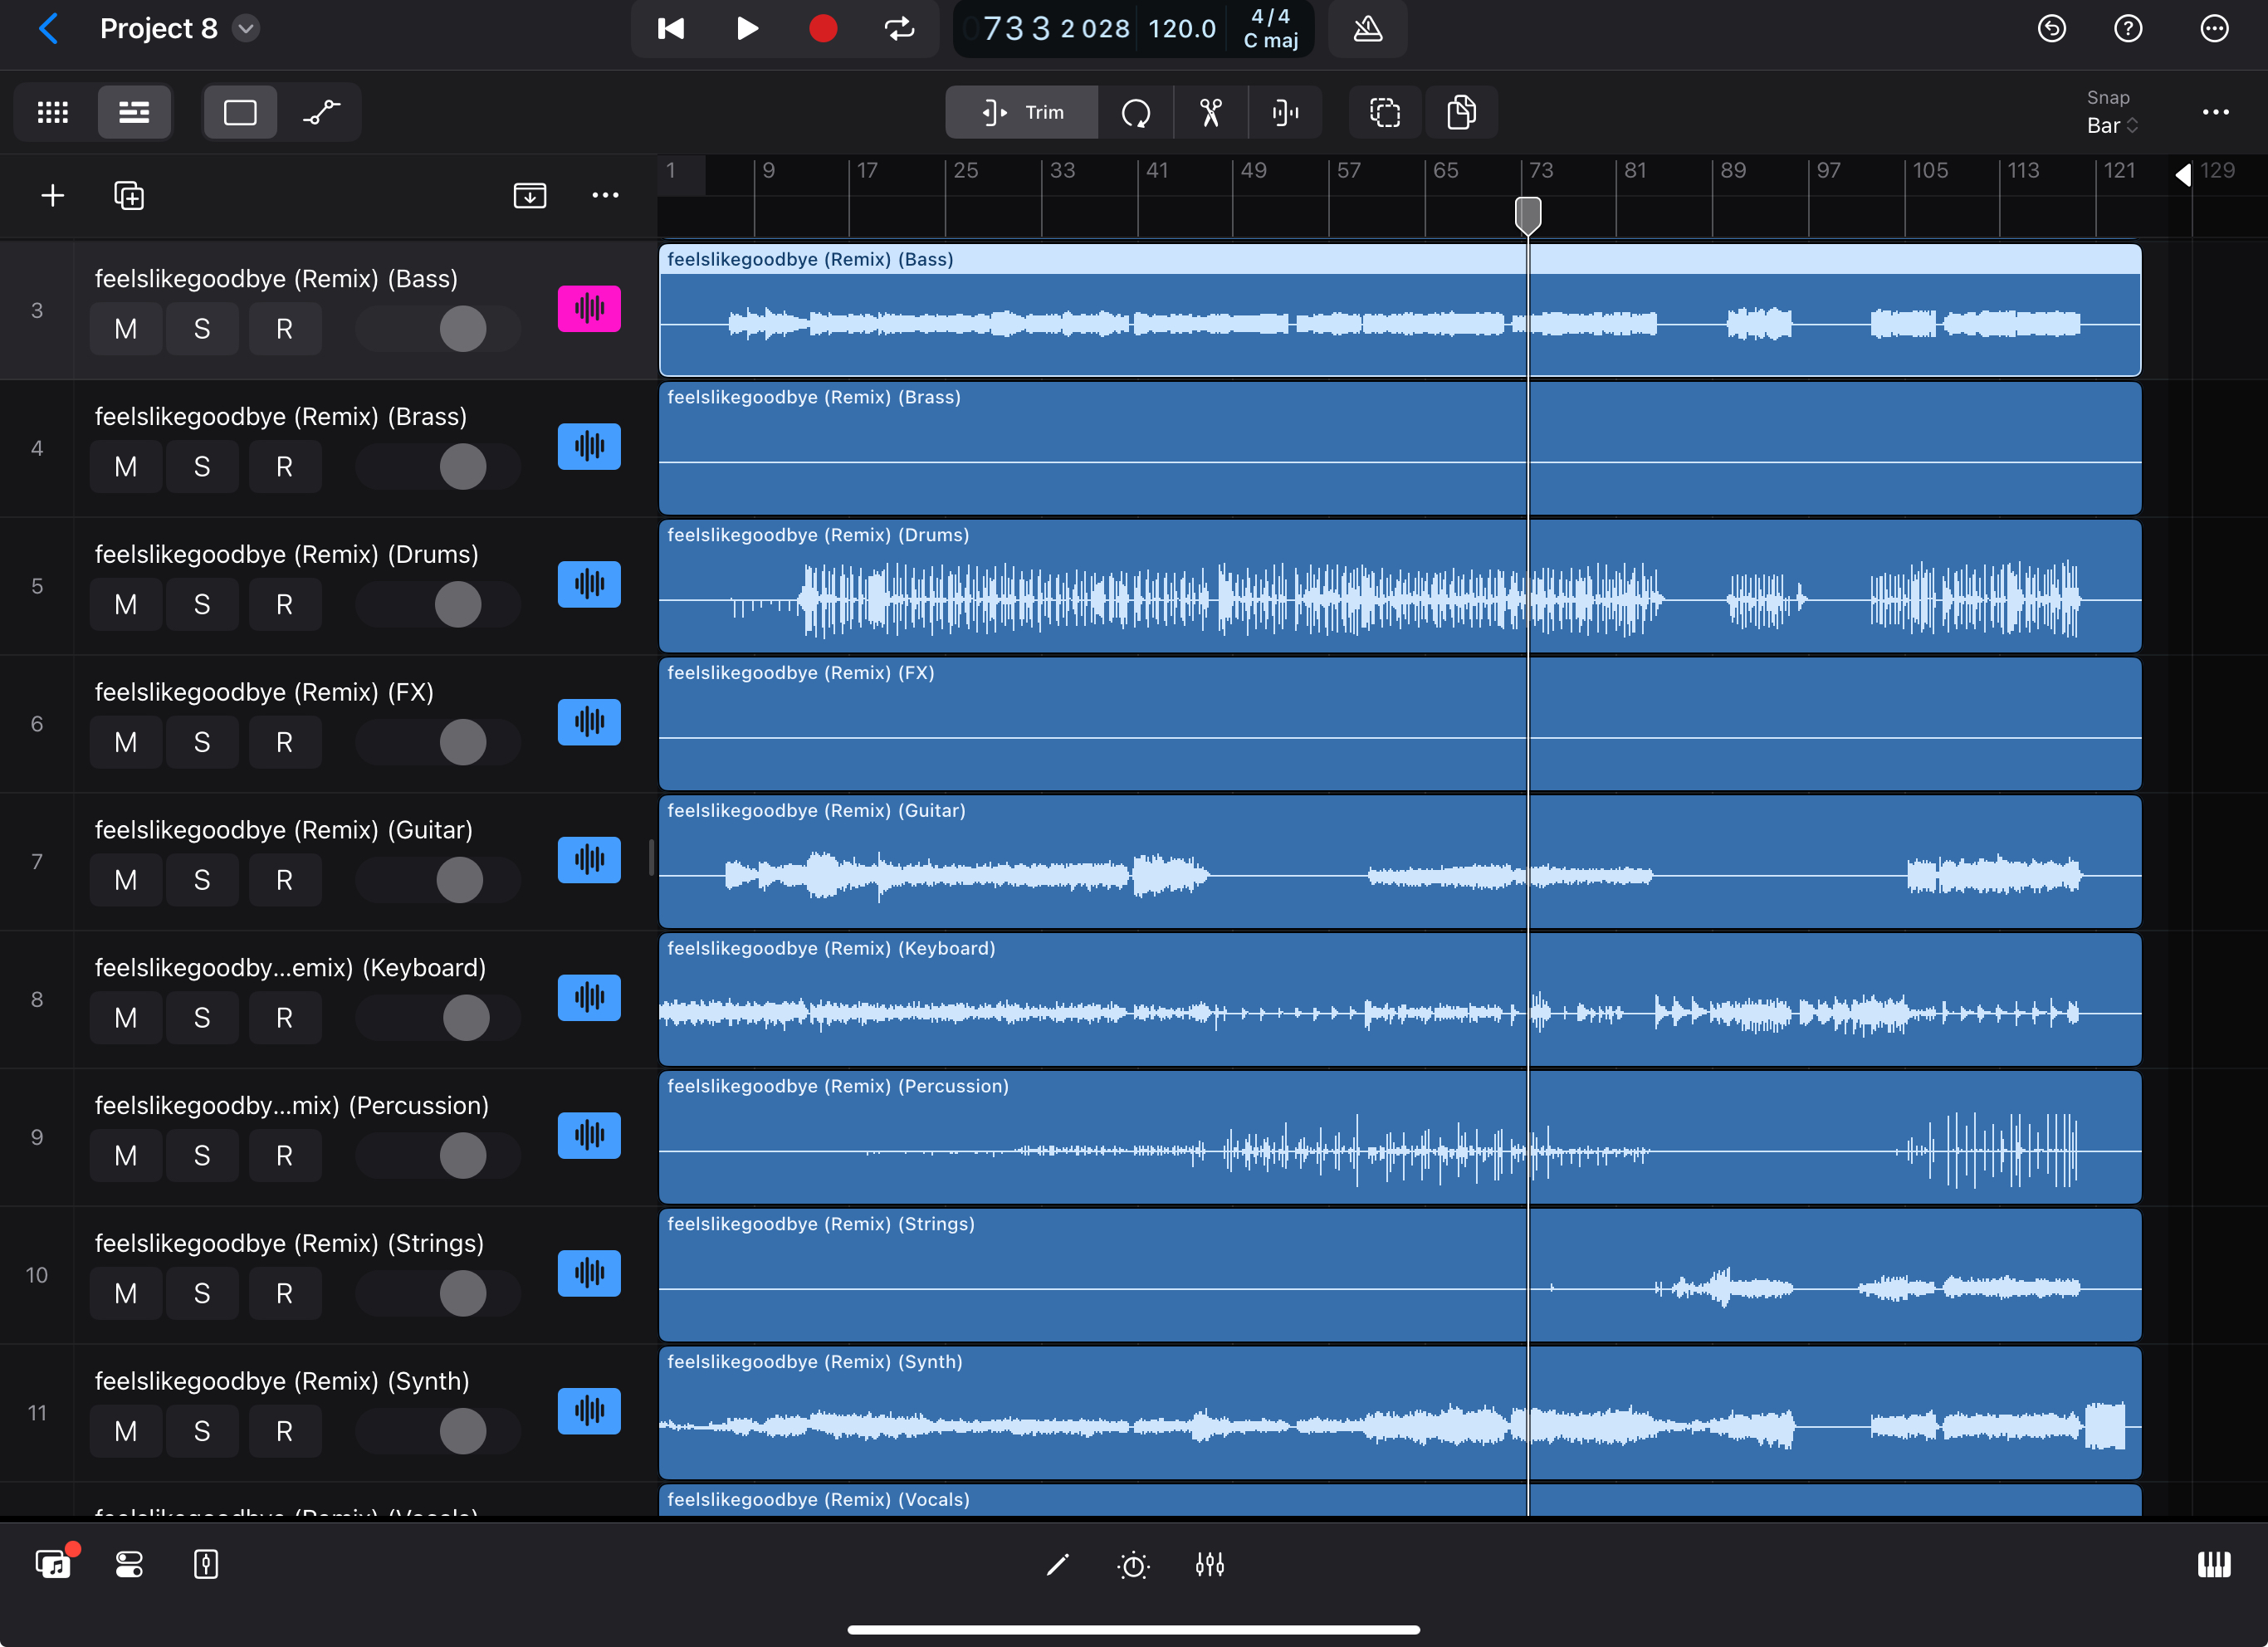 Project 8
0733 2 028 120.0 4/4 C maj
Trim
Snap
Bar
1 9 17 25 33 41 49 57 65 73 81 89 97 105 113 121 129
3
feelslikegoodbye (Remix) (Bass)
M S R
feelslikegoodbye (Remix) (Bass)
4
feelslikegoodbye (Remix) (Brass)
M S R
feelslikegoodbye (Remix) (Brass)
5
feelslikegoodbye (Remix) (Drums)
M S R
feelslikegoodbye (Remix) (Drums)
6
feelslikegoodbye (Remix) (FX)
M S R
feelslikegoodbye (Remix) (FX)
7
feelslikegoodbye (Remix) (Guitar)
M S R
feelslikegoodbye (Remix) (Guitar)
8
feelslikegoodby...emix) (Keyboard)
M S R
feelslikegoodbye (Remix) (Keyboard)
9
feelslikegoodby...mix) (Percussion)
M S R
feelslikegoodbye (Remix) (Percussion)
10
feelslikegoodbye (Remix) (Strings)
M S R
feelslikegoodbye (Remix) (Strings)
11
feelslikegoodbye (Remix) (Synth)
M S R
feelslikegoodbye (Remix) (Synth)
feelslikegoodbye (Remix) (Vocals)
feelslikegoodbye (Remix) (Vocals)